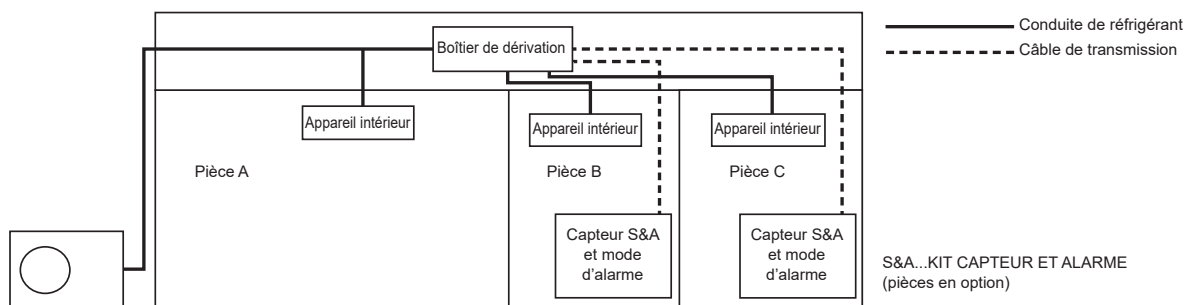 Conduite de réfrigérant
Câble de transmission
Boîtier de dérivation
Appareil intérieur
Appareil intérieur
Appareil intérieur
Pièce A
Pièce B
Pièce C
Capteur S&A
et mode
d'alarme
Capteur S&A
et mode
d'alarme
S&A...KIT CAPTEUR ET ALARME
(pièces en option)